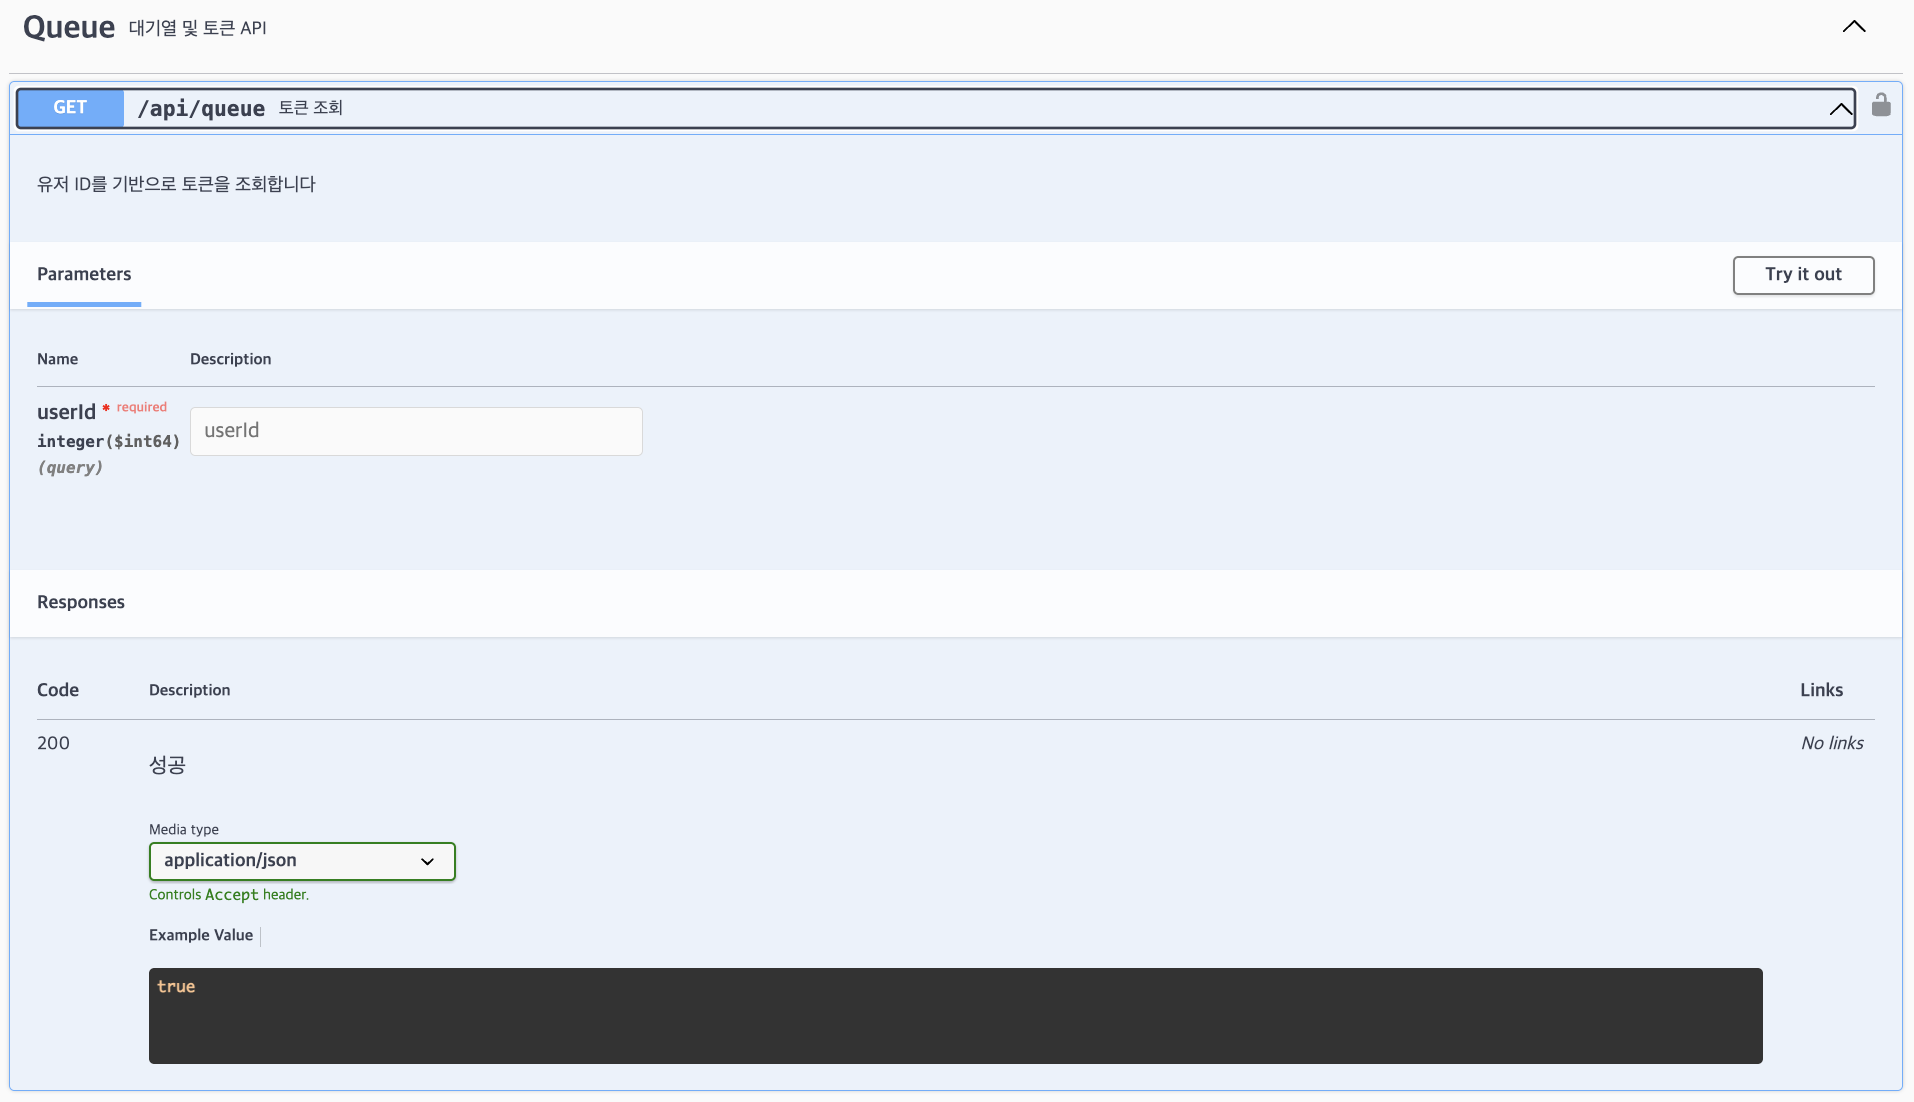 Queue 대기열 및 토큰 API
GET /api/queue 토큰 조회
유저 ID를 기반으로 토큰을 조회합니다
Parameters
Try it out
Name Description
userId * required
integer($int64)
(query)
userId
Responses
Code Description Links
200
성공
No links
Media type
application/json
Controls Accept header.
Example Value
true